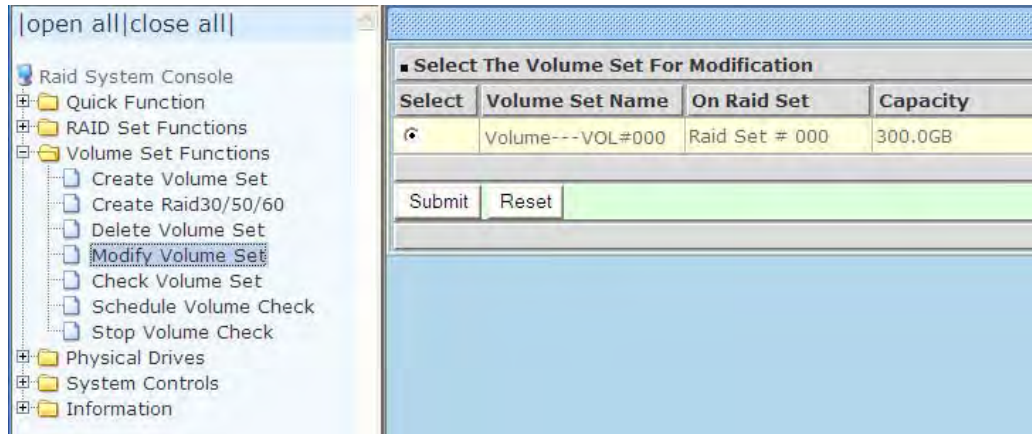 |open all|close all|
Raid System Console
Quick Function
RAID Set Functions
Volume Set Functions
Create Volume Set
Create Raid30/50/60
Delete Volume Set
Modify Volume Set
Check Volume Set
Schedule Volume Check
Stop Volume Check
Physical Drives
System Controls
Information
▪ Select The Volume Set For Modification
Select Volume Set Name On Raid Set Capacity
Volume---VOL#000 Raid Set # 000 300.0GB
Submit Reset